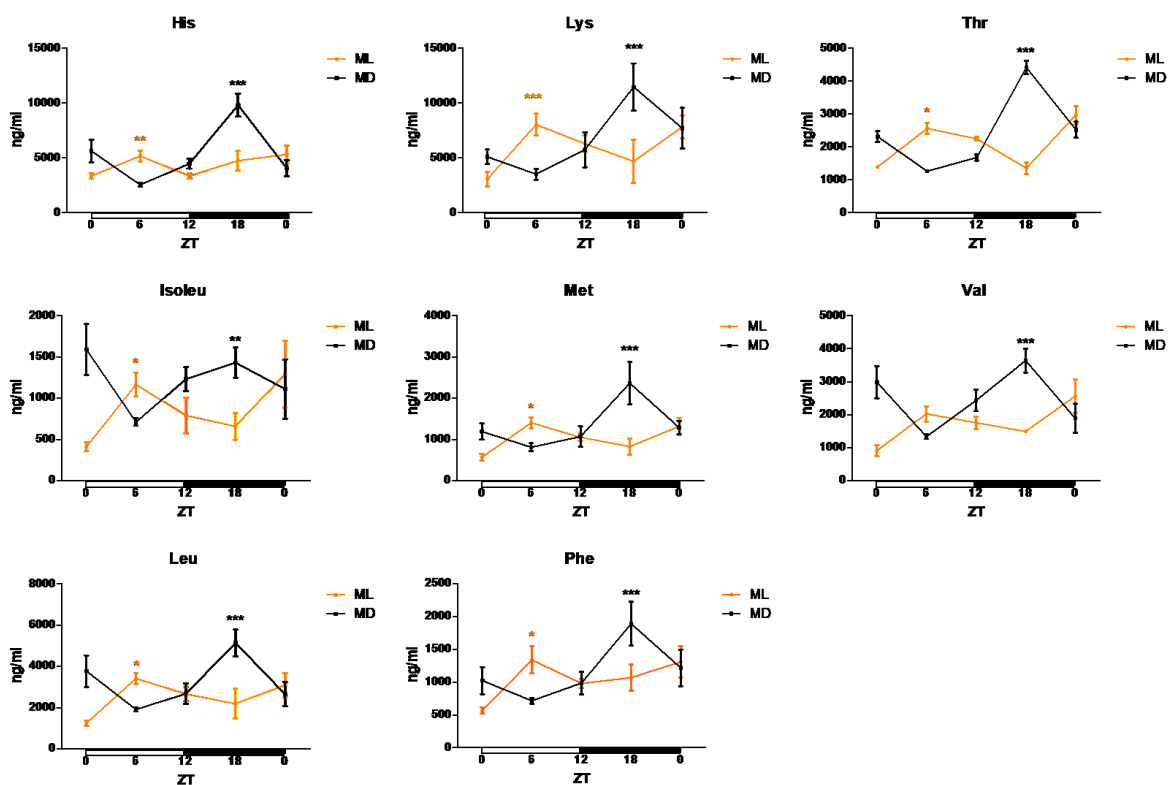 His
15000
10000
5000
0
ng/ml
**
***
ML
MD
0 6 12 18 0
ZT
Lys
15000
10000
5000
0
ng/ml
***
***
ML
MD
0 6 12 18 0
ZT
Thr
5000
4000
3000
2000
1000
0
ng/ml
*
***
ML
MD
0 6 12 18 0
ZT
Isoleu
2000
1500
1000
500
0
ng/ml
*
**
ML
MD
0 6 12 18 0
ZT
Met
4000
3000
2000
1000
0
ng/ml
*
***
ML
MD
0 6 12 18 0
ZT
Val
5000
4000
3000
2000
1000
0
ng/ml
***
ML
MD
0 6 12 18 0
ZT
Leu
8000
6000
4000
2000
0
ng/ml
*
***
ML
MD
0 6 12 18 0
ZT
Phe
2500
2000
1500
1000
500
0
ng/ml
*
***
ML
MD
0 6 12 18 0
ZT